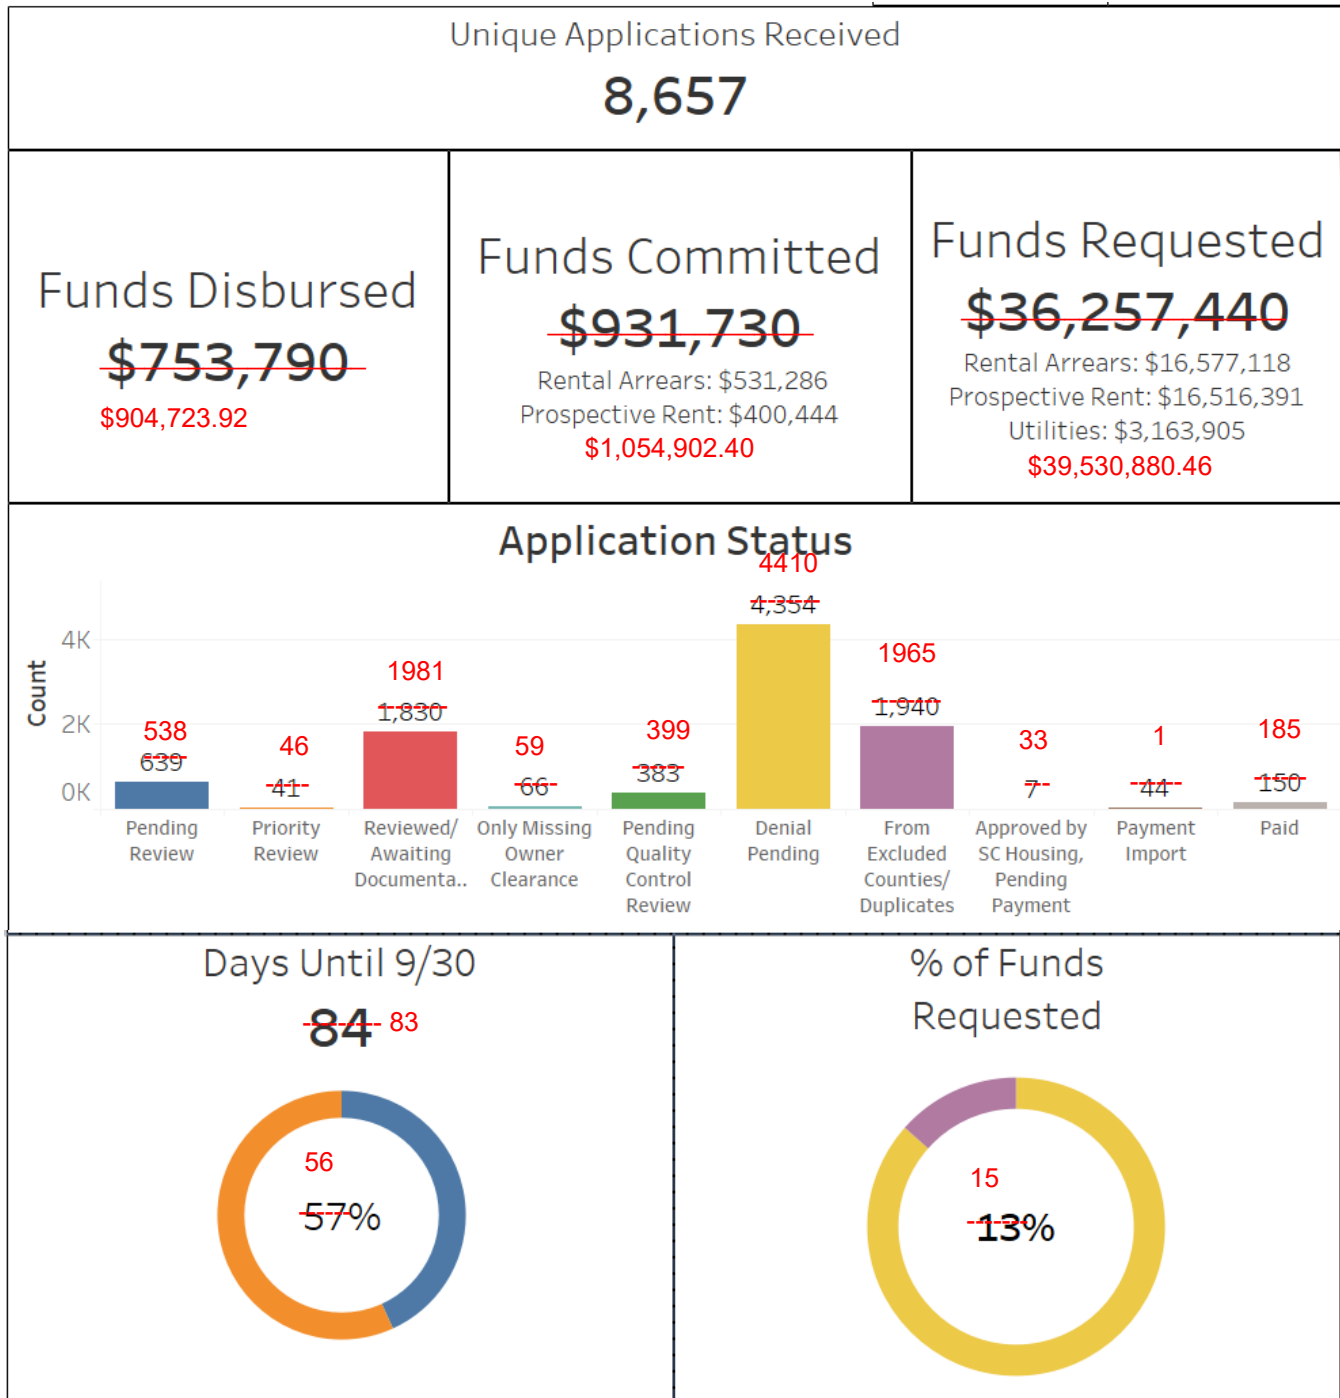 Unique Applications Received
8,657
Funds Disbursed
$753,790
$904,723.92
Funds Committed
$931,730
Rental Arrears: $531,286
Prospective Rent: $400,444
$1,054,902.40
Funds Requested
$36,257,440
Rental Arrears: $16,577,118
Prospective Rent: $16,516,391
Utilities: $3,163,905
$39,530,880.46
Application Status
Count
4K
2K
0K
538
639
46
41
1981
1,830
59
66
399
383
4410
4,354
1965
1,940
33
7
1
44
185
150
Pending
Review
Priority
Review
Reviewed/
Awaiting
Documenta..
Only Missing
Owner
Clearance
Pending
Quality
Control
Review
Denial
Pending
From
Excluded
Counties/
Duplicates
Approved by
SC Housing,
Pending
Payment
Payment
Import
Paid
Days Until 9/30
84 83
56
57%
% of Funds
Requested
15
13%